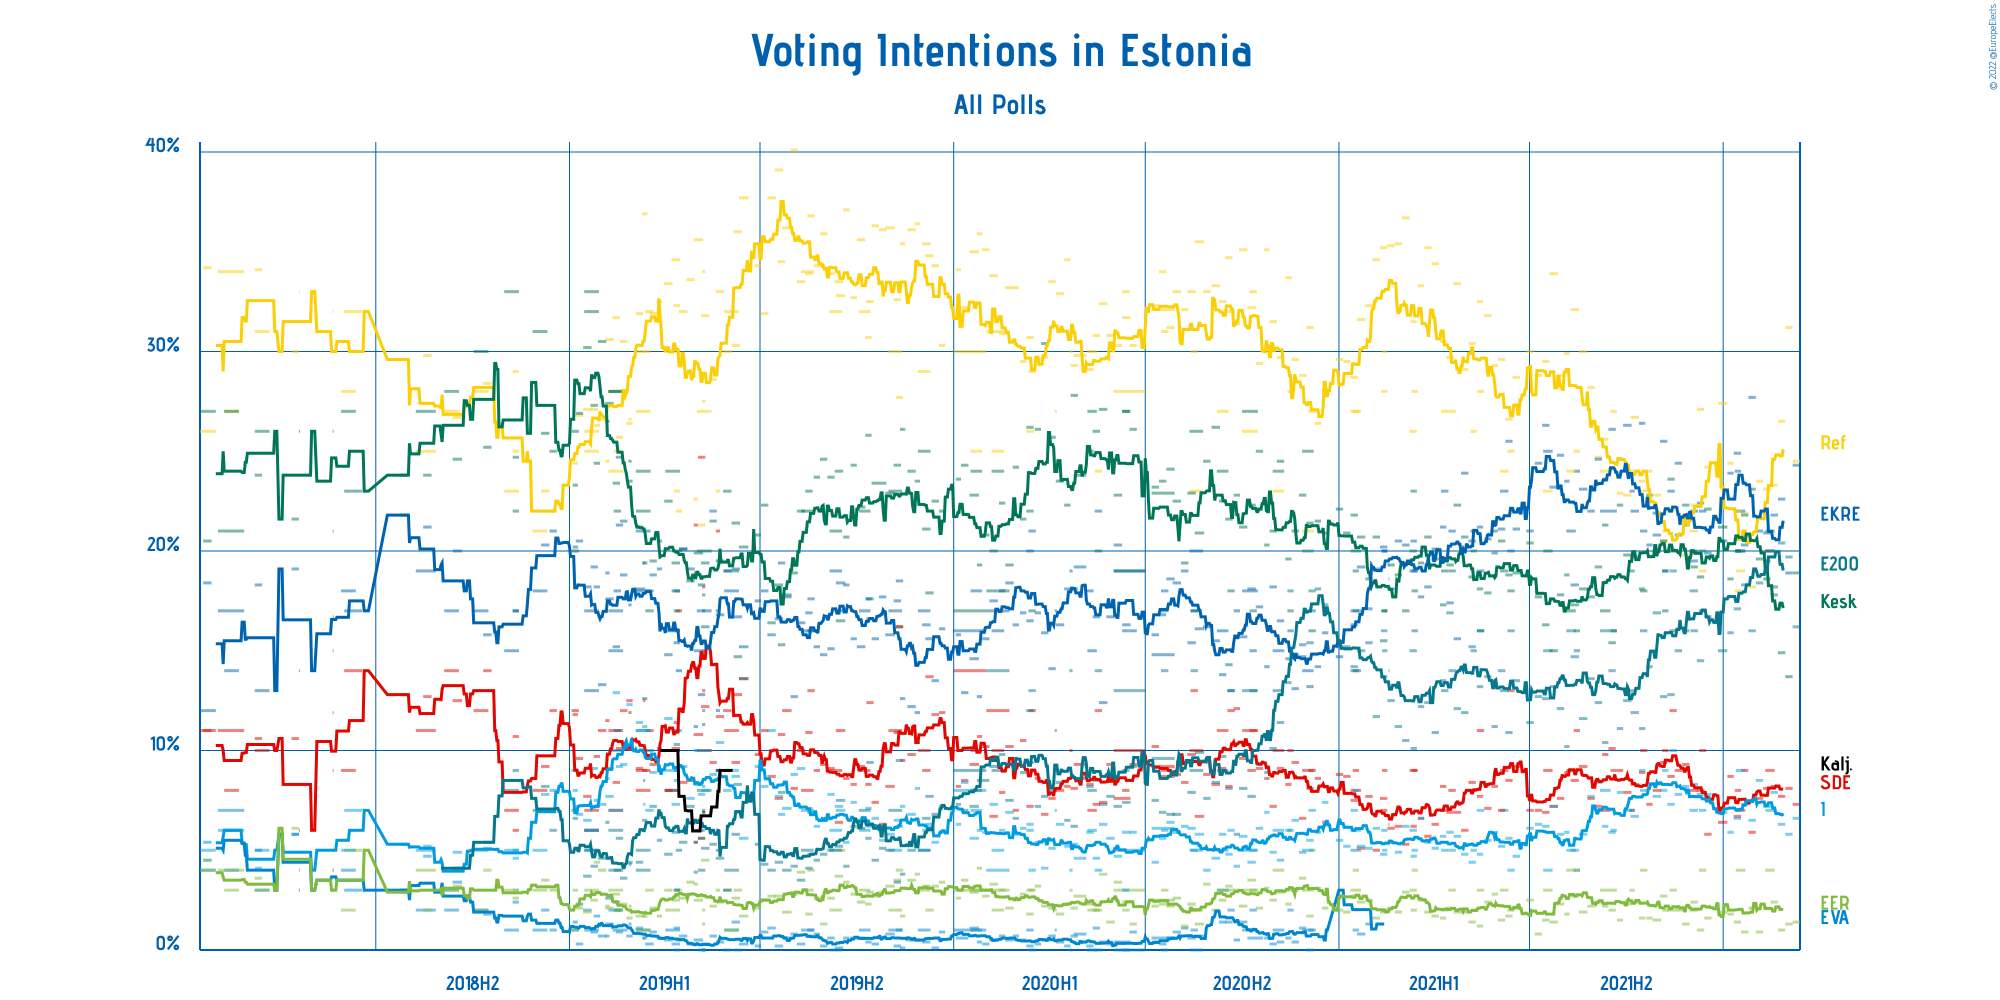 © 2022 @EuropeElects
Voting Intentions in Estonia
All Polls
40%
30%
20%
10%
0%
Ref
EKRE
E200
Kesk
Kalj.
SDE
I
EER
EVA
2018H2
2019H1
2019H2
2020H1
2020H2
2021H1
2021H2